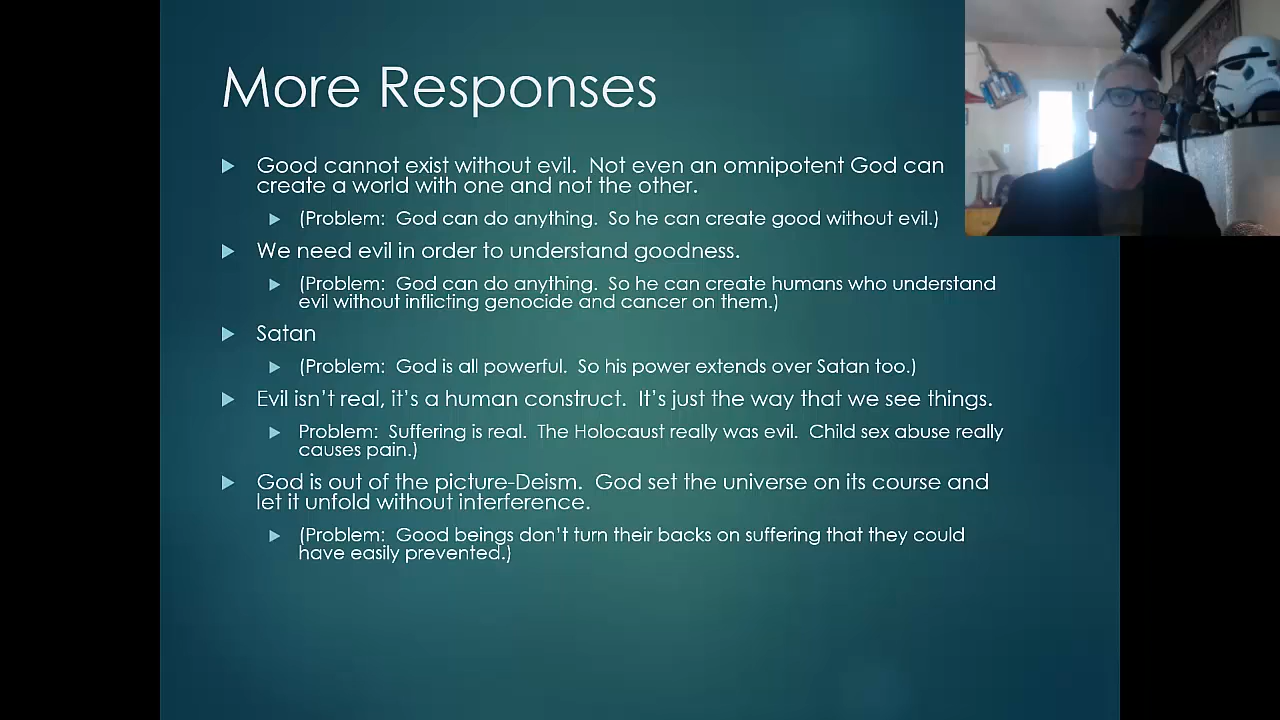 More Responses
Good cannot exist without evil.  Not even an omnipotent God can
create a world with one and not the other.
(Problem:  God can do anything.  So he can create good without evil.)
We need evil in order to understand goodness.
(Problem:  God can do anything.  So he can create humans who understand
evil without inflicting genocide and cancer on them.)
Satan
(Problem:  God is all powerful.  So his power extends over Satan too.)
Evil isn't real, it's a human construct.  It's just the way that we see things.
Problem:  Suffering is real.  The Holocaust really was evil.  Child sex abuse really
causes pain.)
God is out of the picture-Deism.  God set the universe on its course and
let it unfold without interference.
(Problem:  Good beings don't turn their backs on suffering that they could
have easily prevented.)